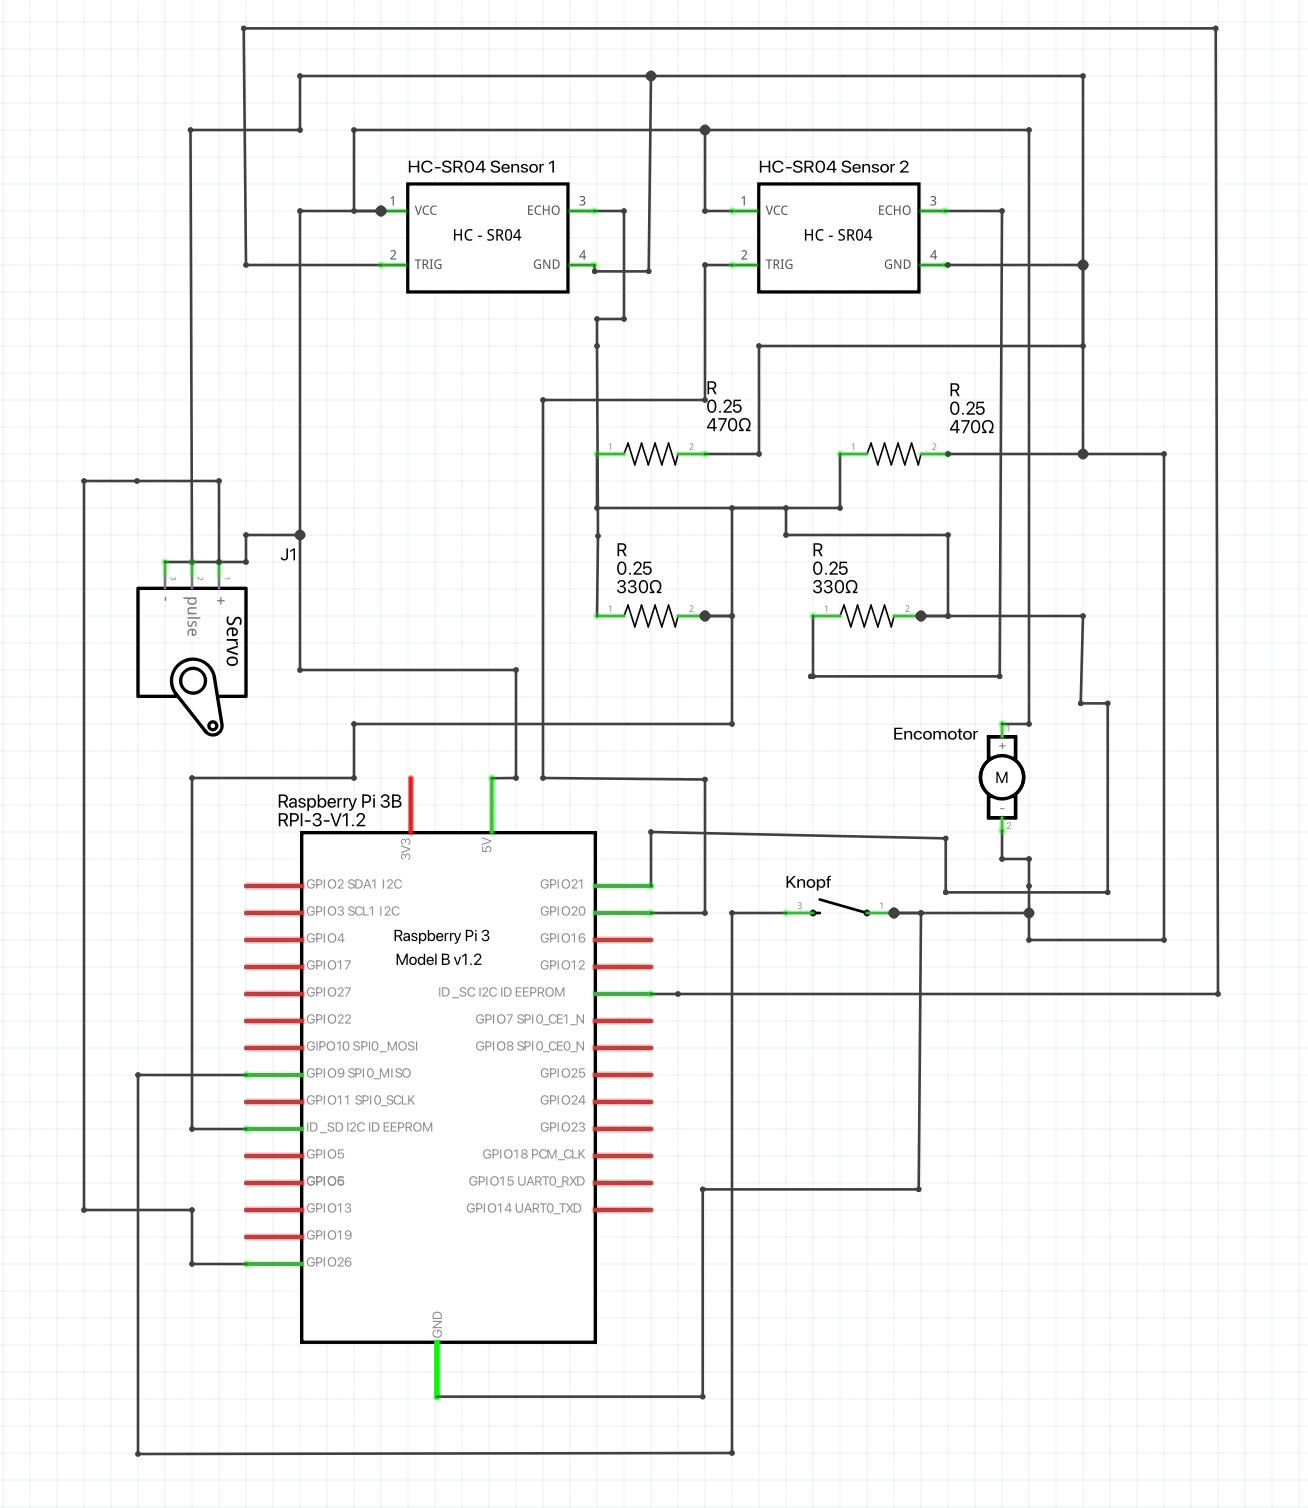 HC-SR04 Sensor 1
HC-SR04 Sensor 2
1 VCC ECHO 3
HC - SR04
2 TRIG GND 4
1 VCC ECHO 3
HC - SR04
2 TRIG GND 4
R
0.25
470Ω
1 2
R
0.25
470Ω
1 2
J1
R
0.25
330Ω
1 2
R
0.25
330Ω
1 2
3 2 1
- pulse +
Servo
Encomotor
1
+
M
-
2
Raspberry Pi 3B
RPI-3-V1.2
3V3
5V
Knopf
3 1
GPIO2 SDA1 I2C
GPIO3 SCL1 I2C
GPIO4
GPIO17
GPIO27
GPIO22
GIPO10 SPI0_MOSI
GPIO9 SPI0_MISO
GPIO11 SPI0_SCLK
ID_SD I2C ID EEPROM
GPIO5
GPIO6
GPIO13
GPIO19
GPIO26
Raspberry Pi 3
Model B v1.2
GPIO21
GPIO20
GPIO16
GPIO12
ID_SC I2C ID EEPROM
GPIO7 SPI0_CE1_N
GPIO8 SPI0_CE0_N
GPIO25
GPIO24
GPIO23
GPIO18 PCM_CLK
GPIO15 UART0_RXD
GPIO14 UART0_TXD
GND